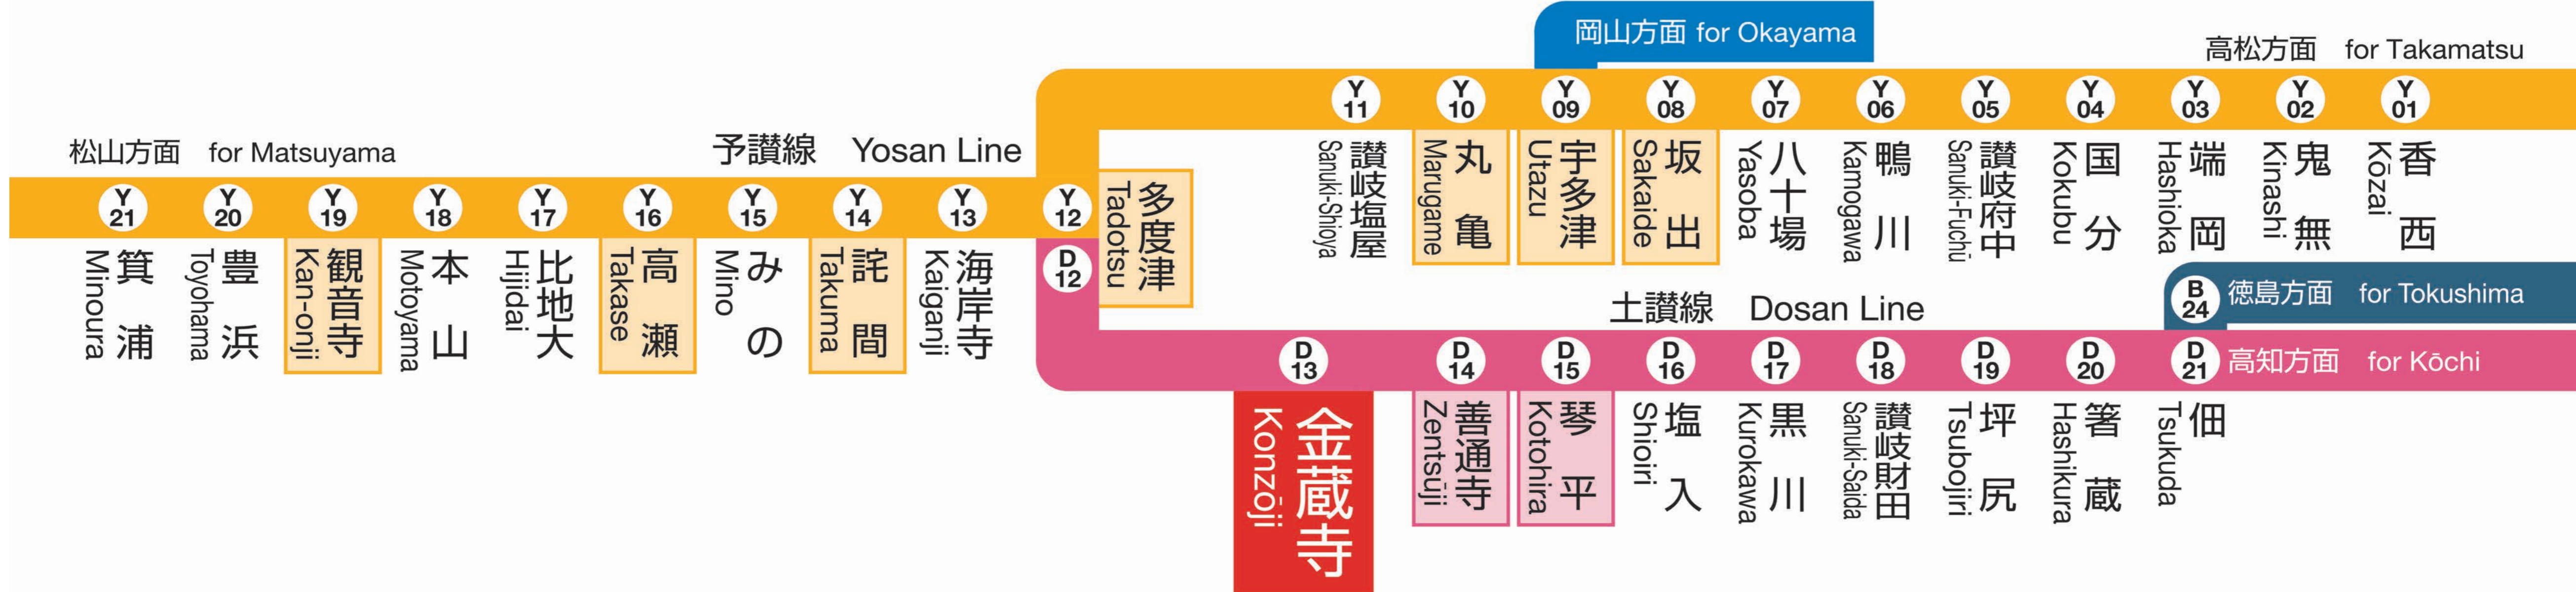 岡山方面 for Okayama
高松方面 for Takamatsu
Y 11
Y 10
Y 09
Y 08
Y 07
Y 06
Y 05
Y 04
Y 03
Y 02
Y 01
讃岐塩屋 Sanuki-Shioya
丸亀 Marugame
宇多津 Utazu
坂出 Sakaide
八十場 Yasoba
鴨川 Kamogawa
讃岐府中 Sanuki-Fuchū
国分 Kokubu
端岡 Hashioka
鬼無 Kinashi
香西 Kōzai
松山方面 for Matsuyama
予讃線 Yosan Line
Y 21
Y 20
Y 19
Y 18
Y 17
Y 16
Y 15
Y 14
Y 13
Y 12
多度津 Tadotsu
箕浦 Minoura
豊浜 Toyohama
観音寺 Kan-onji
本山 Motoyama
比地大 Hijidai
高瀬 Takase
みの Mino
詫間 Takuma
海岸寺 Kaiganji
D 12
土讃線 Dosan Line
B 24
徳島方面 for Tokushima
D 13
D 14
D 15
D 16
D 17
D 18
D 19
D 20
D 21
高知方面 for Kōchi
金蔵寺 Konzōji
善通寺 Zentsūji
琴平 Kotohira
塩入 Shioiri
黒川 Kurokawa
讃岐財田 Sanuki-Saida
坪尻 Tsubojiri
箸蔵 Hashikura
佃 Tsukuda